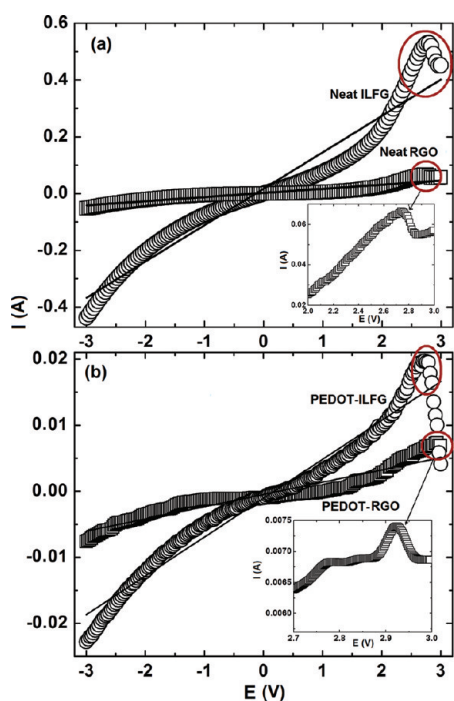 (a)
Neat ILFG
Neat RGO
I (A)
0.6
0.4
0.2
0.0
-0.2
-0.4
-3 -2 -1 0 1 2 3
I (A)
0.06
0.04
0.02
2.0 2.2 2.4 2.6 2.8 3.0
E (V)
(b)
PEDOT-ILFG
PEDOT-RGO
0.02
0.01
0.00
-0.01
-0.02
I (A)
0.0075
0.0070
0.0065
0.0060
2.7 2.8 2.9 3.0
E (V)
-3 -2 -1 0 1 2 3
E (V)